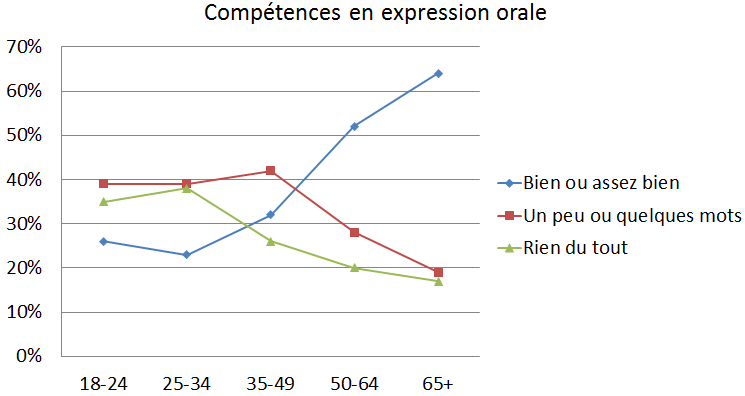 Compétences en expression orale
70%
60%
50%
40%
30%
20%
10%
0%
18-24 25-34 35-49 50-64 65+
Bien ou assez bien
Un peu ou quelques mots
Rien du tout